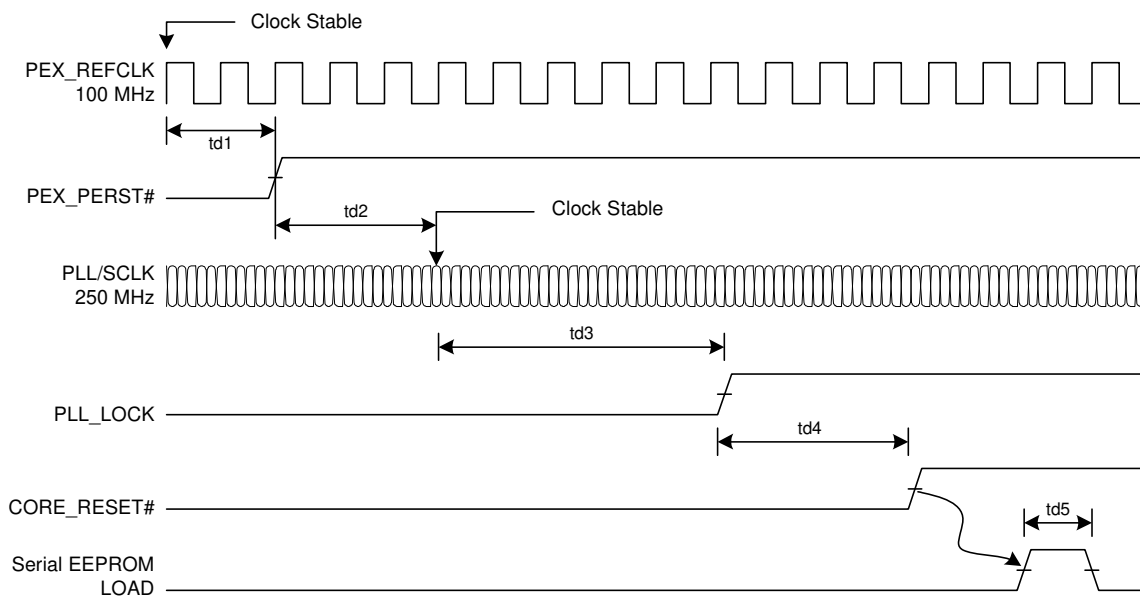 Clock Stable
PEX_REFCLK
100 MHz
td1
PEX_PERST#
td2
Clock Stable
PLL/SCLK
250 MHz
td3
PLL_LOCK
td4
CORE_RESET#
td5
Serial EEPROM
LOAD